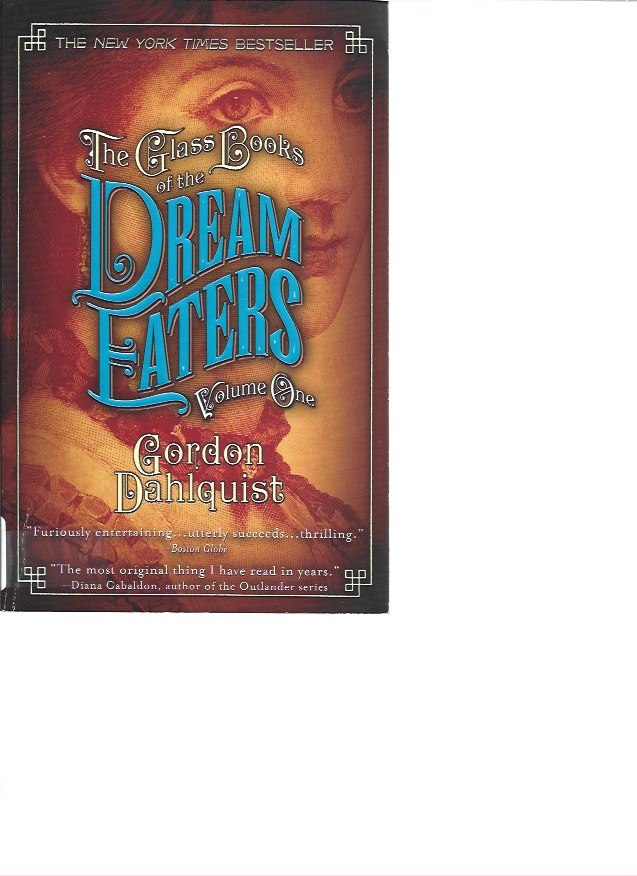 THE NEW YORK TIMES BESTSELLER
The Glass Books
of the
DREAM
EATERS
Volume One
Gordon
Dahlquist
"Furiously entertaining...utterly succeeds...thrilling."
—Boston Globe
"The most original thing I have read in years."
—Diana Gabaldon, author of the Outlander series